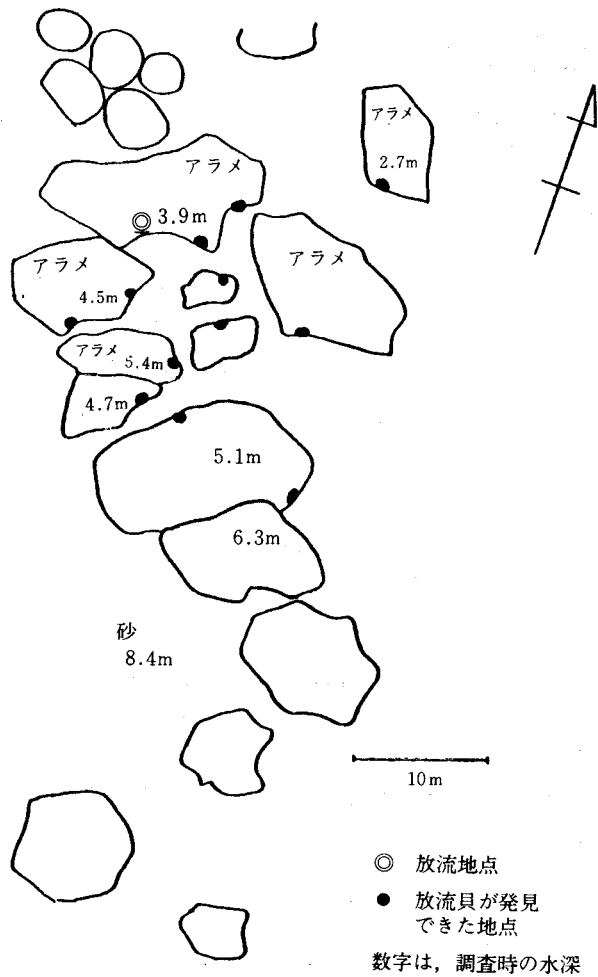 アラメ
2.7m
アラメ
3.9m
アラメ
アラメ
4.5m
アラメ
5.4m
4.7m
5.1m
6.3m
砂
8.4m
10m
◎ 放流地点
● 放流貝が発見
できた地点
数字は，調査時の水深